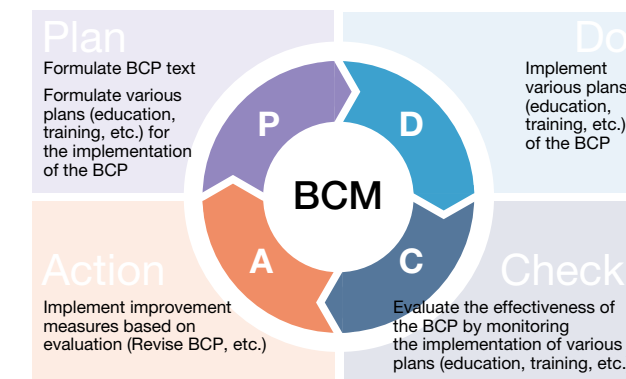 Plan
Formulate BCP text
Formulate various
plans (education,
training, etc.) for
the implementation
of the BCP
Do
Implement
various plans
(education,
training, etc.)
of the BCP
P
D
BCM
A
C
Action
Implement improvement
measures based on
evaluation (Revise BCP, etc.)
Check
Evaluate the effectiveness of
the BCP by monitoring
the implementation of various
plans (education, training, etc.